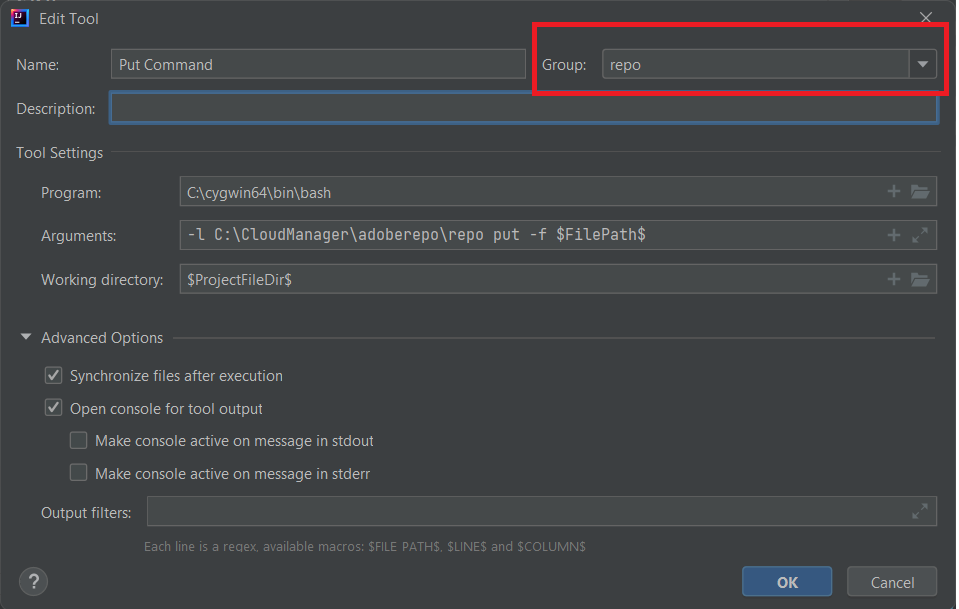 Edit Tool
Name: Put Command Group: repo
Description:
Tool Settings
Program: C:\cygwin64\bin\bash
Arguments: -l C:\CloudManager\adoberepo\repo put -f $FilePath$
Working directory: $ProjectFileDir$
Advanced Options
Synchronize files after execution
Open console for tool output
Make console active on message in stdout
Make console active on message in stderr
Output filters:
Each line is a regex, available macros: $FILE_PATH$, $LINE$ and $COLUMN$
? OK Cancel